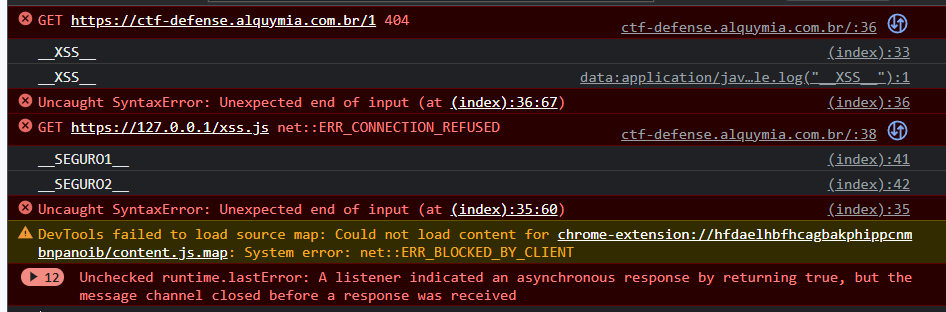 GET https://ctf-defense.alquymia.com.br/1 404 ctf-defense.alquymia.com.br/:36
__XSS__ (index):33
__XSS__ data:application/jav…le.log("__XSS__"):1
Uncaught SyntaxError: Unexpected end of input (at (index):36:67) (index):36
GET https://127.0.0.1/xss.js net::ERR_CONNECTION_REFUSED ctf-defense.alquymia.com.br/:38
__SEGURO1__ (index):41
__SEGURO2__ (index):42
Uncaught SyntaxError: Unexpected end of input (at (index):35:60) (index):35
DevTools failed to load source map: Could not load content for chrome-extension://hfdaelhbfhcagbakphippcnm
bnpanoib/content.js.map: System error: net::ERR_BLOCKED_BY_CLIENT
12 Unchecked runtime.lastError: A listener indicated an asynchronous response by returning true, but the
message channel closed before a response was received